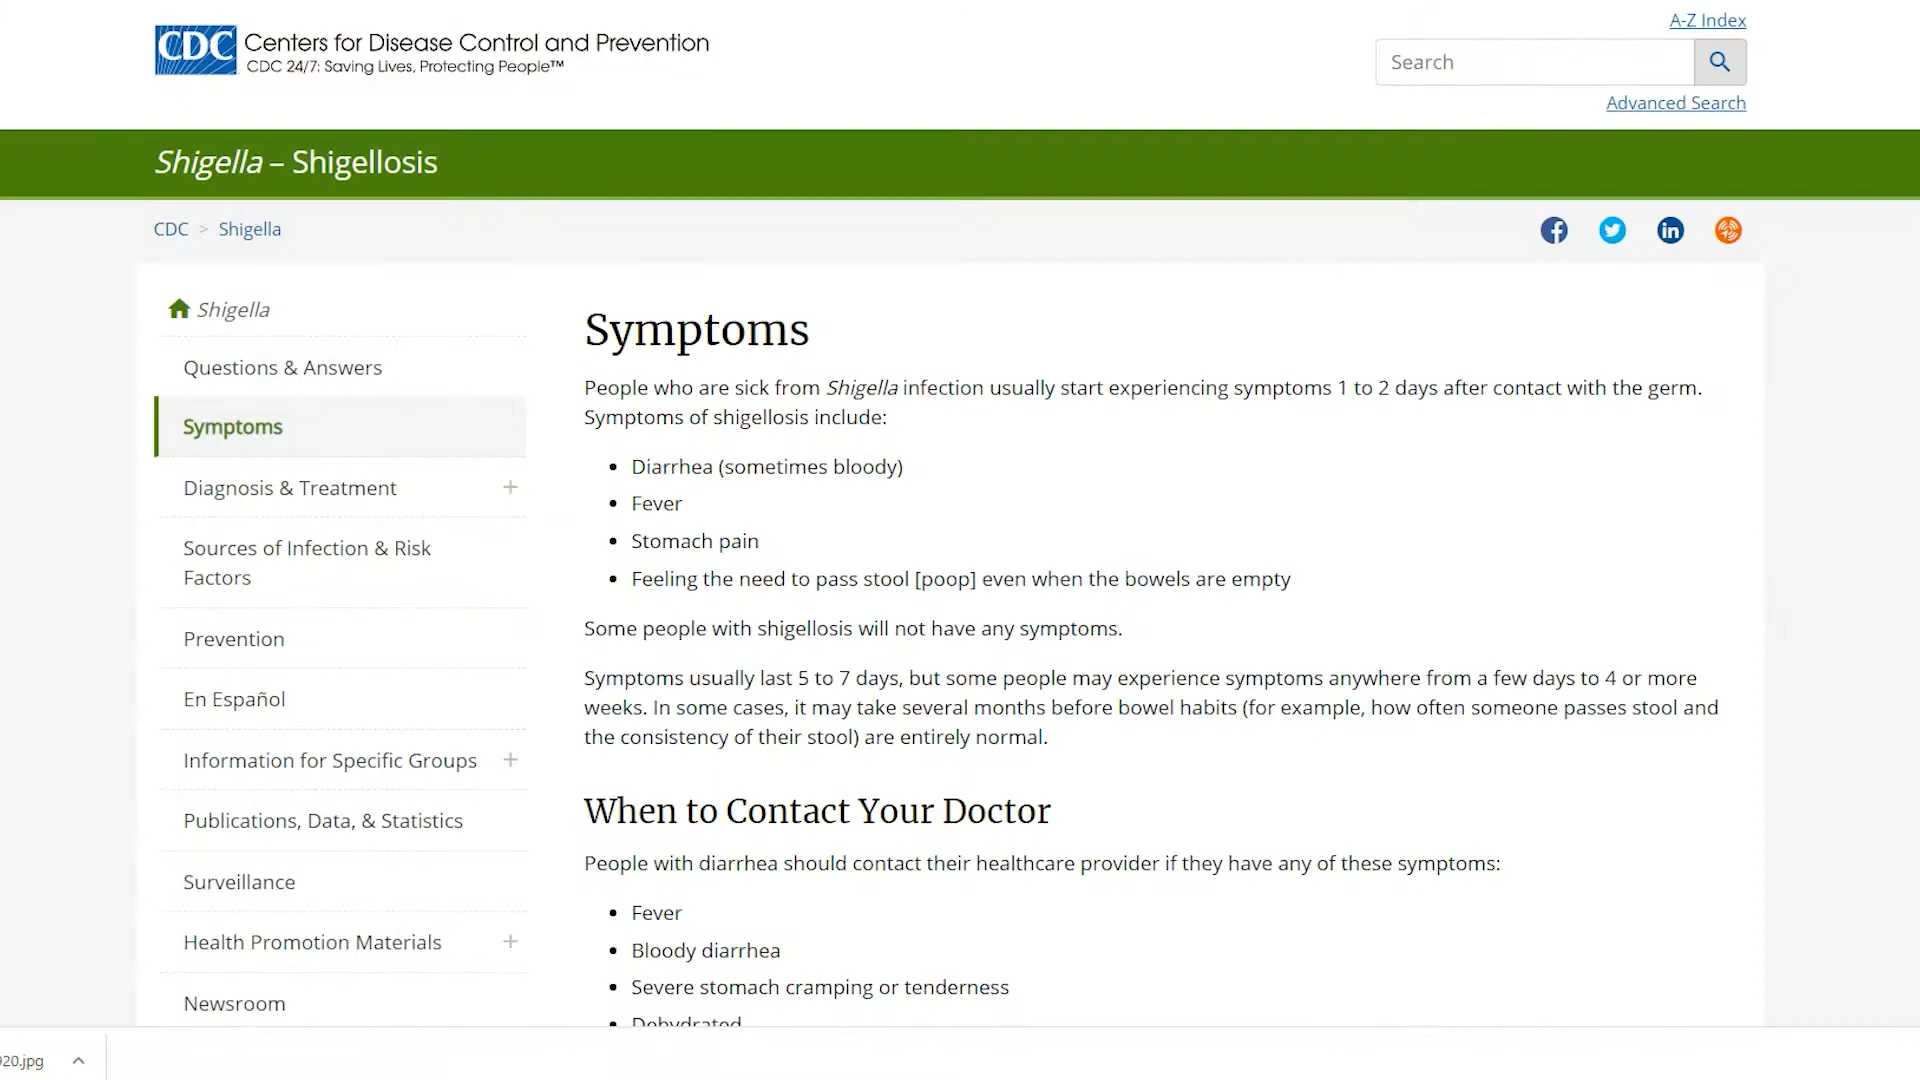 A-Z Index
CDC Centers for Disease Control and Prevention
CDC 24/7: Saving Lives, Protecting People™
Search
Advanced Search
Shigella – Shigellosis
CDC > Shigella
Shigella
Questions & Answers
Symptoms
Diagnosis & Treatment
Sources of Infection & Risk
Factors
Prevention
En Español
Information for Specific Groups
Publications, Data, & Statistics
Surveillance
Health Promotion Materials
Newsroom
Symptoms
People who are sick from Shigella infection usually start experiencing symptoms 1 to 2 days after contact with the germ.
Symptoms of shigellosis include:
• Diarrhea (sometimes bloody)
• Fever
• Stomach pain
• Feeling the need to pass stool [poop] even when the bowels are empty
Some people with shigellosis will not have any symptoms.
Symptoms usually last 5 to 7 days, but some people may experience symptoms anywhere from a few days to 4 or more
weeks. In some cases, it may take several months before bowel habits (for example, how often someone passes stool and
the consistency of their stool) are entirely normal.
When to Contact Your Doctor
People with diarrhea should contact their healthcare provider if they have any of these symptoms:
• Fever
• Bloody diarrhea
• Severe stomach cramping or tenderness
• Dehydrated
920.jpg